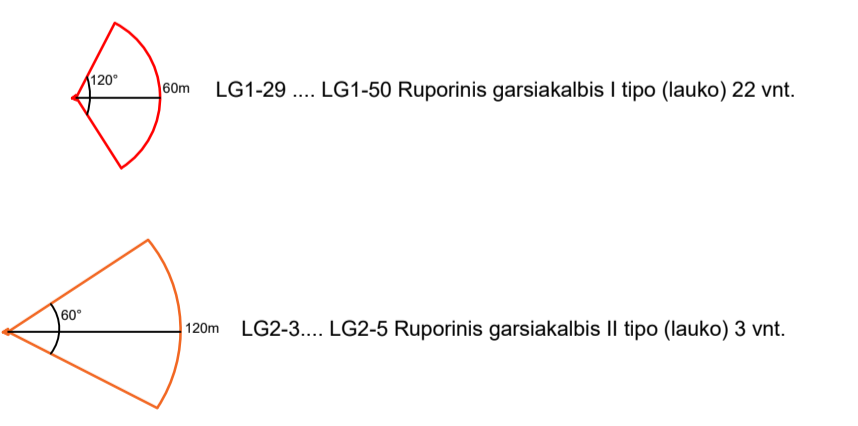 120°
60m LG1-29 .... LG1-50 Ruporinis garsiakalbis I tipo (lauko) 22 vnt.
60°
120m LG2-3.... LG2-5 Ruporinis garsiakalbis II tipo (lauko) 3 vnt.